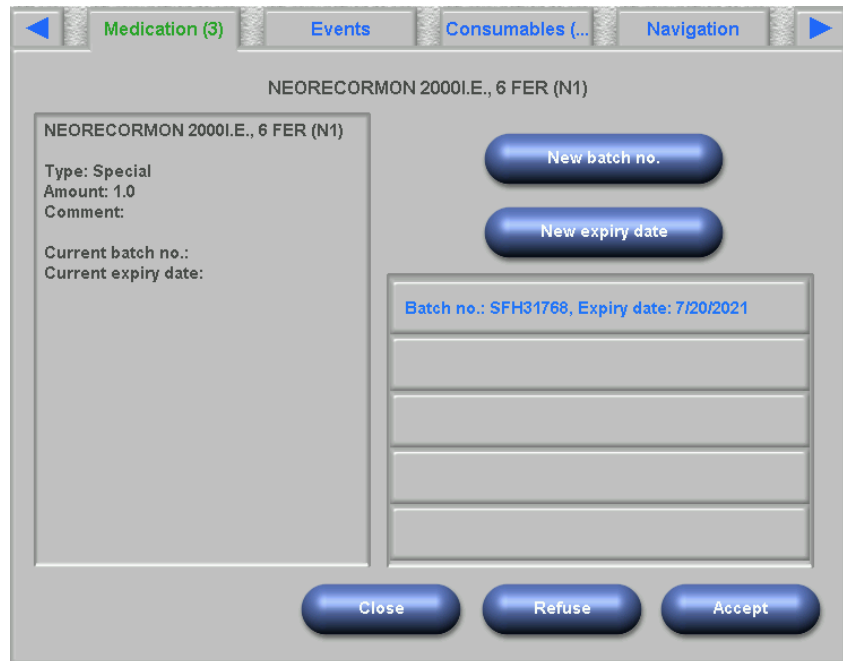 Medication (3)
Events
Consumables (...
Navigation
NEORECORMON 2000I.E., 6 FER (N1)
NEORECORMON 2000I.E., 6 FER (N1)
Type: Special
Amount: 1.0
Comment:
Current batch no.:
Current expiry date:
New batch no.
New expiry date
Batch no.: SFH31768, Expiry date: 7/20/2021
Close
Refuse
Accept